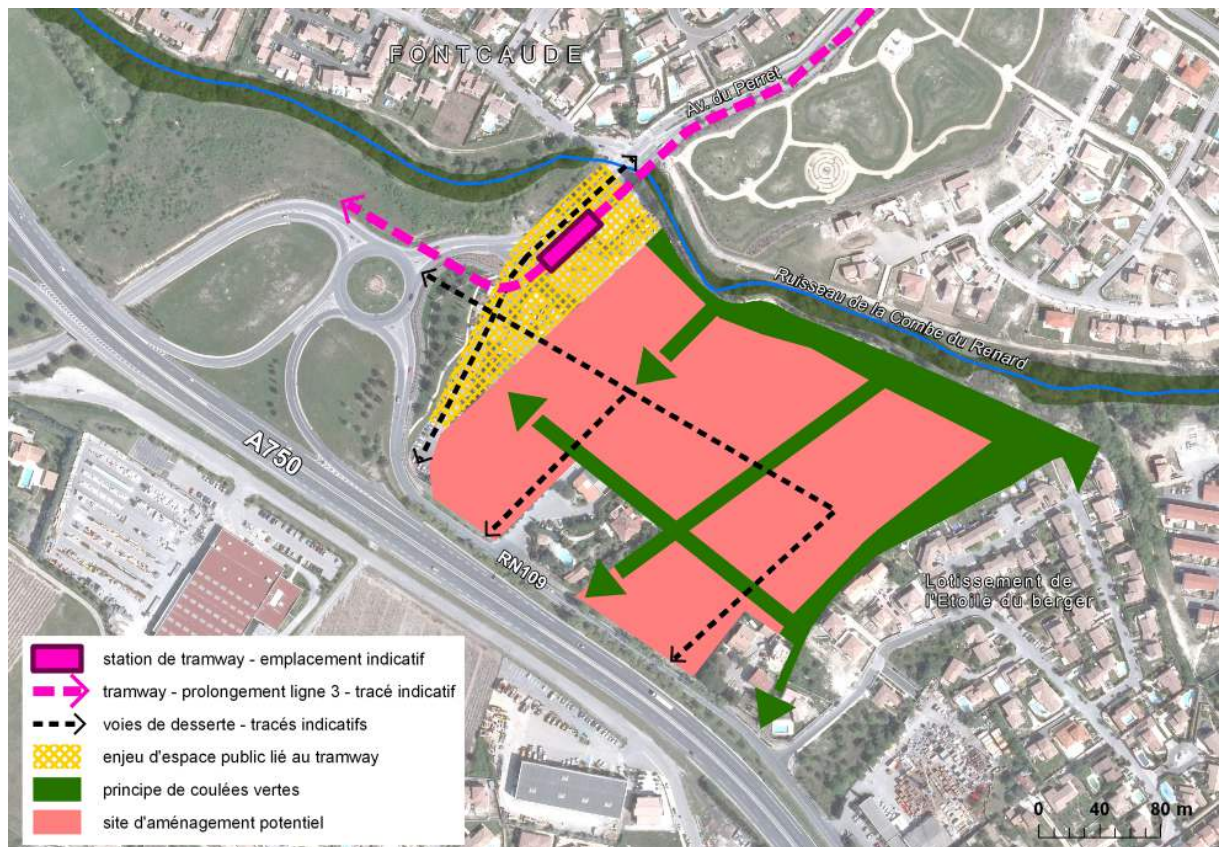 FONTCAUDE
Av. du Perret
Ruisseau de la Combe du Renard
A750
RN109
Lotissement de
l'Etoile du berger
station de tramway - emplacement indicatif
tramway - prolongement ligne 3 - tracé indicatif
voies de desserte - tracés indicatifs
enjeu d'espace public lié au tramway
principe de coulées vertes
site d'aménagement potentiel
0 40 80 m